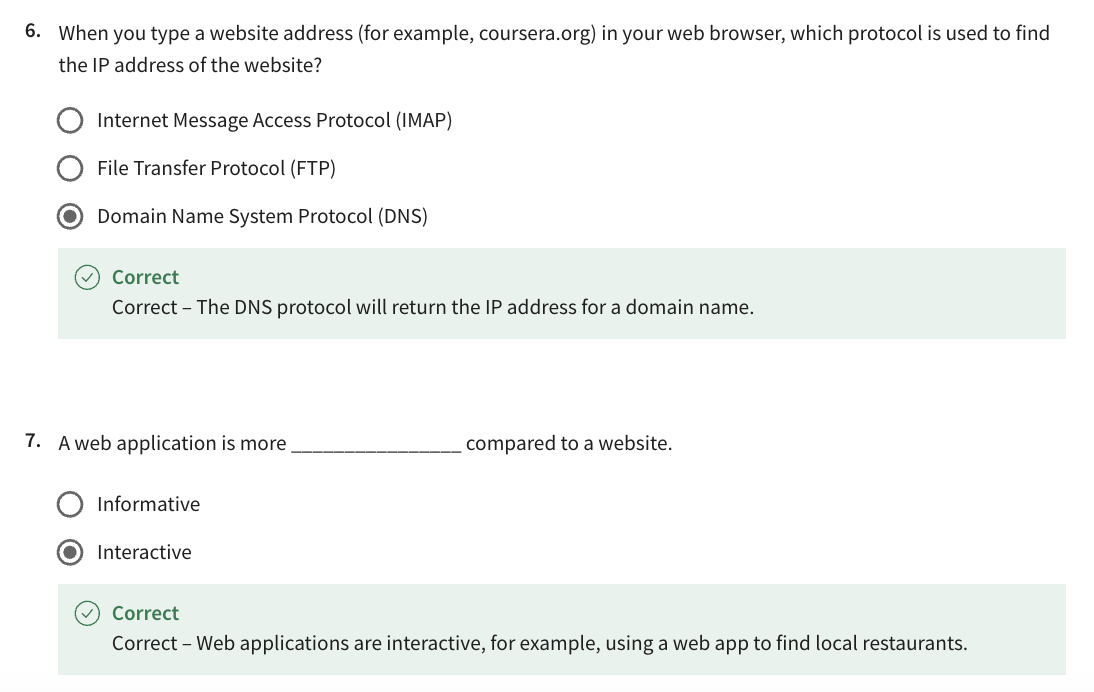 6. When you type a website address (for example, coursera.org) in your web browser, which protocol is used to find
the IP address of the website?
Internet Message Access Protocol (IMAP)
File Transfer Protocol (FTP)
Domain Name System Protocol (DNS)
Correct
Correct – The DNS protocol will return the IP address for a domain name.
7. A web application is more ________________ compared to a website.
Informative
Interactive
Correct
Correct – Web applications are interactive, for example, using a web app to find local restaurants.